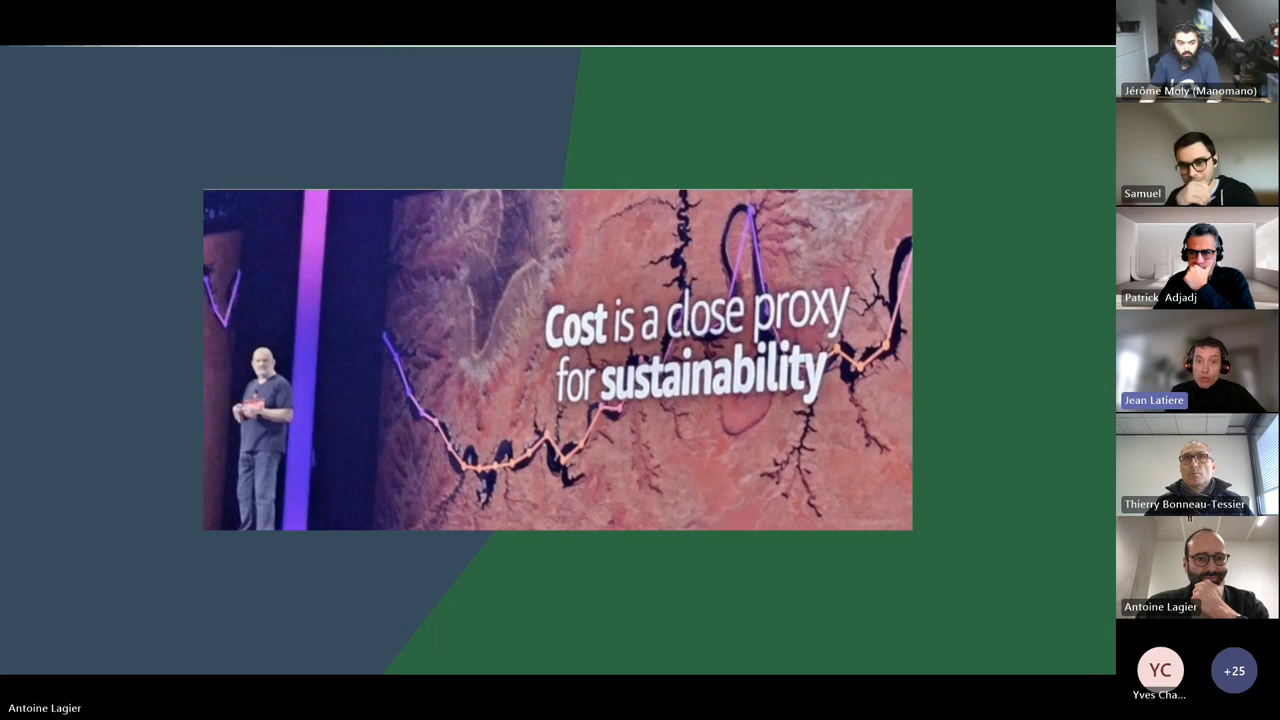 Cost is a close proxy
for sustainability
Jérôme Moly (Manomano)
Samuel
Patrick Adjadj
Jean Latiere
Thierry Bonneau-Tessier
Antoine Lagier
YC
Yves Cha...
+25
Antoine Lagier